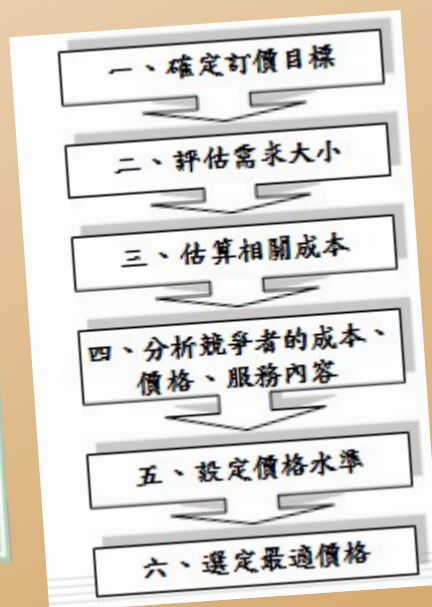 一、確定訂價目標
二、評估需求大小
三、估算相關成本
四、分析競爭者的成本、
價格、服務內容
五、設定價格水準
六、選定最適價格